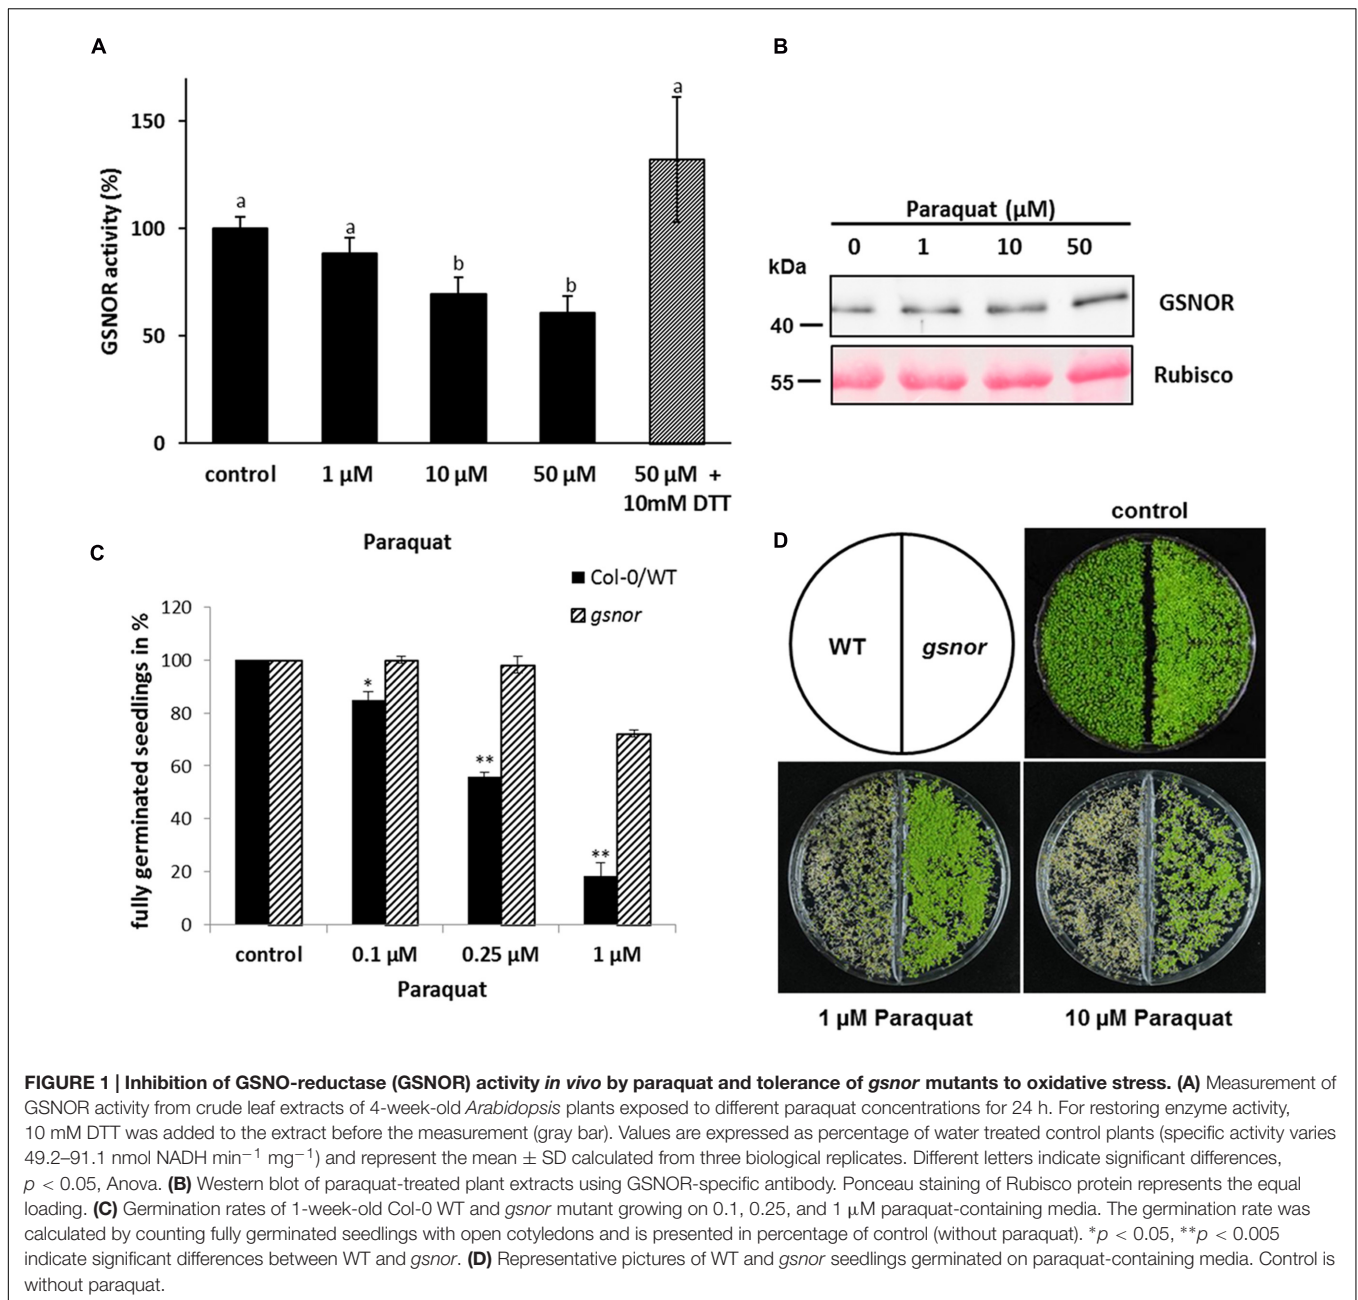 A
GSNOR activity (%)
150
100
50
0
a
a
b
b
a
control
1 µM
10 µM
50 µM
50 µM +
10mM DTT
Paraquat
B
Paraquat (µM)
0 1 10 50
kDa
40
GSNOR
55
Rubisco
C
Col-0/WT
gsnor
fully germinated seedlings in %
120
100
80
60
40
20
0
*
**
**
control
0.1 µM
0.25 µM
1 µM
Paraquat
D
WT
gsnor
control
1 µM Paraquat
10 µM Paraquat
FIGURE 1 | Inhibition of GSNO-reductase (GSNOR) activity in vivo by paraquat and tolerance of gsnor mutants to oxidative stress. (A) Measurement of
GSNOR activity from crude leaf extracts of 4-week-old Arabidopsis plants exposed to different paraquat concentrations for 24 h. For restoring enzyme activity,
10 mM DTT was added to the extract before the measurement (gray bar). Values are expressed as percentage of water treated control plants (specific activity varies
49.2–91.1 nmol NADH min⁻¹ mg⁻¹) and represent the mean ± SD calculated from three biological replicates. Different letters indicate significant differences,
p < 0.05, Anova. (B) Western blot of paraquat-treated plant extracts using GSNOR-specific antibody. Ponceau staining of Rubisco protein represents the equal
loading. (C) Germination rates of 1-week-old Col-0 WT and gsnor mutant growing on 0.1, 0.25, and 1 µM paraquat-containing media. The germination rate was
calculated by counting fully germinated seedlings with open cotyledons and is presented in percentage of control (without paraquat). *p < 0.05, **p < 0.005
indicate significant differences between WT and gsnor. (D) Representative pictures of WT and gsnor seedlings germinated on paraquat-containing media. Control is
without paraquat.